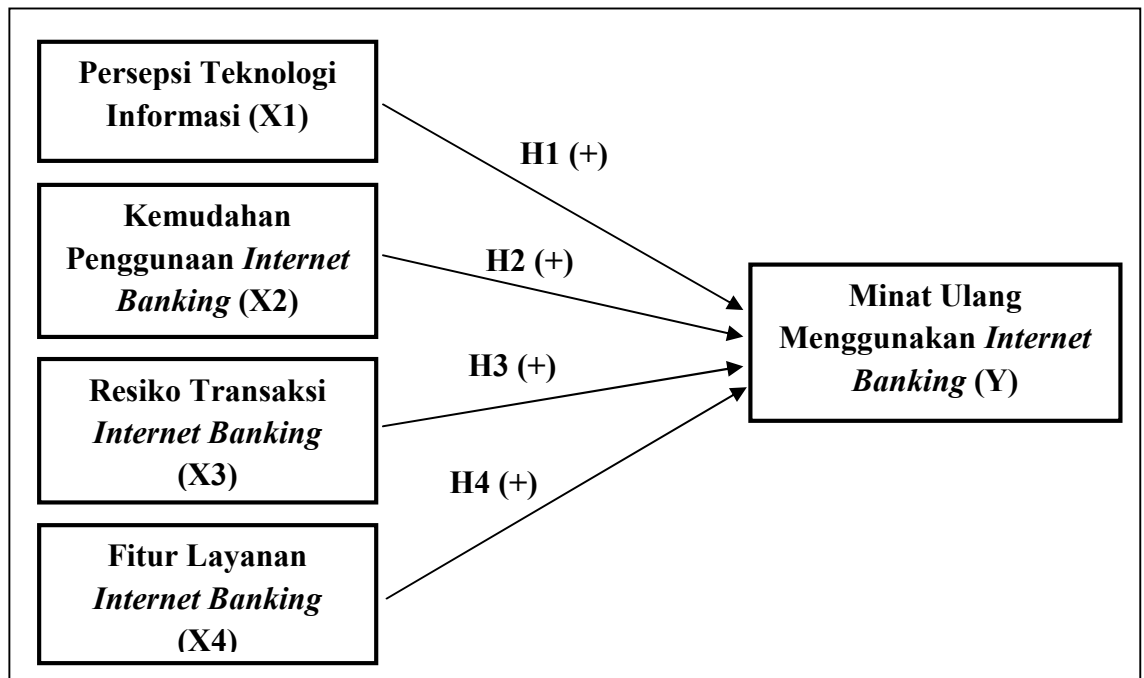 Persepsi Teknologi
Informasi (X1)
H1 (+)
Kemudahan
Penggunaan Internet
Banking (X2)
H2 (+)
Minat Ulang
Menggunakan Internet
Banking (Y)
Resiko Transaksi
Internet Banking
(X3)
H3 (+)
H4 (+)
Fitur Layanan
Internet Banking
(X4)